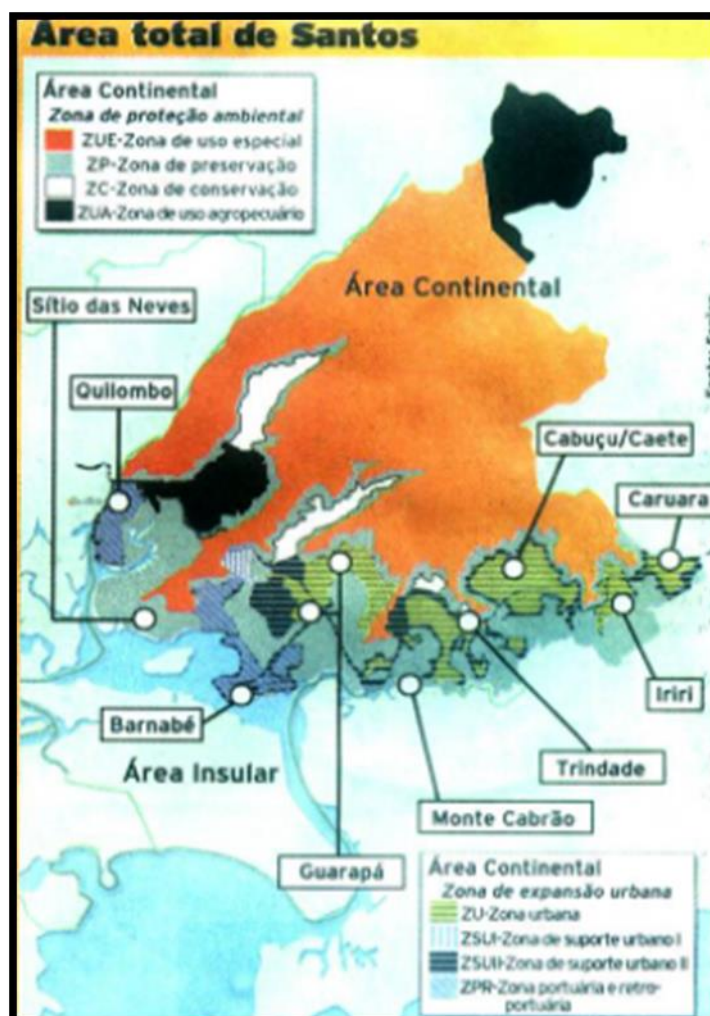 Área total de Santos
Área Continental
Zona de proteção ambiental
ZUE-Zona de uso especial
ZP-Zona de preservação
ZC-Zona de conservação
ZUA-Zona de uso agropecuário
Área Continental
Sítio das Neves
Quilombo
Cabuçu/Caete
Caruara
Iriri
Barnabé
Trindade
Área Insular
Monte Cabrão
Guarapá
Área Continental
Zona de expansão urbana
ZU-Zona urbana
ZSUI-Zona de suporte urbano I
ZSUII-Zona de suporte urbano II
ZPR-Zona portuária e retro-
portuária